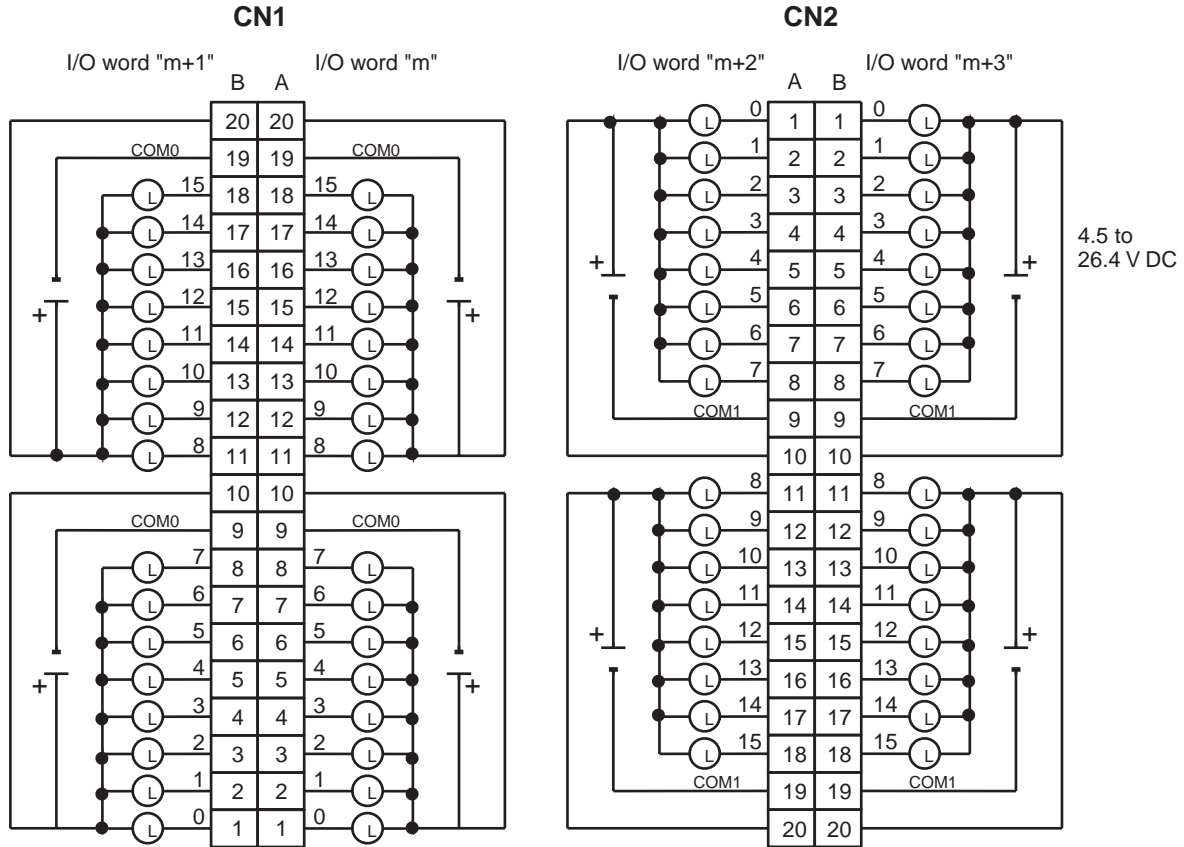 CN1 CN2
I/O word "m+1" I/O word "m" I/O word "m+2" I/O word "m+3"
B A A B
20 20 0 L 1 1 0 L
COM0 19 19 COM0 1 L 2 2 1 L
L 15 18 18 15 L 2 L 3 3 2 L
L 14 17 17 14 L 3 L 4 4 3 L 4.5 to
L 13 16 16 13 L + 4 L 5 5 4 L + 26.4 V DC
+ L 12 15 15 12 L + 5 L 6 6 5 L
L 11 14 14 11 L 6 L 7 7 6 L
L 10 13 13 10 L 7 L 8 8 7 L
L 9 12 12 9 L COM1 9 9 COM1
L 8 11 11 8 L 10 10
10 10 8 L 11 11 8 L
COM0 9 9 COM0 9 L 12 12 9 L
L 7 8 8 7 L 10 L 13 13 10 L
L 6 7 7 6 L 11 L 14 14 11 L
L 5 6 6 5 L + 12 L 15 15 12 L +
+ L 4 5 5 4 L + 13 L 16 16 13 L
L 3 4 4 3 L 14 L 17 17 14 L
L 2 3 3 2 L 15 L 18 18 15 L
L 1 2 2 1 L COM1 19 19 COM1
L 0 1 1 0 L 20 20